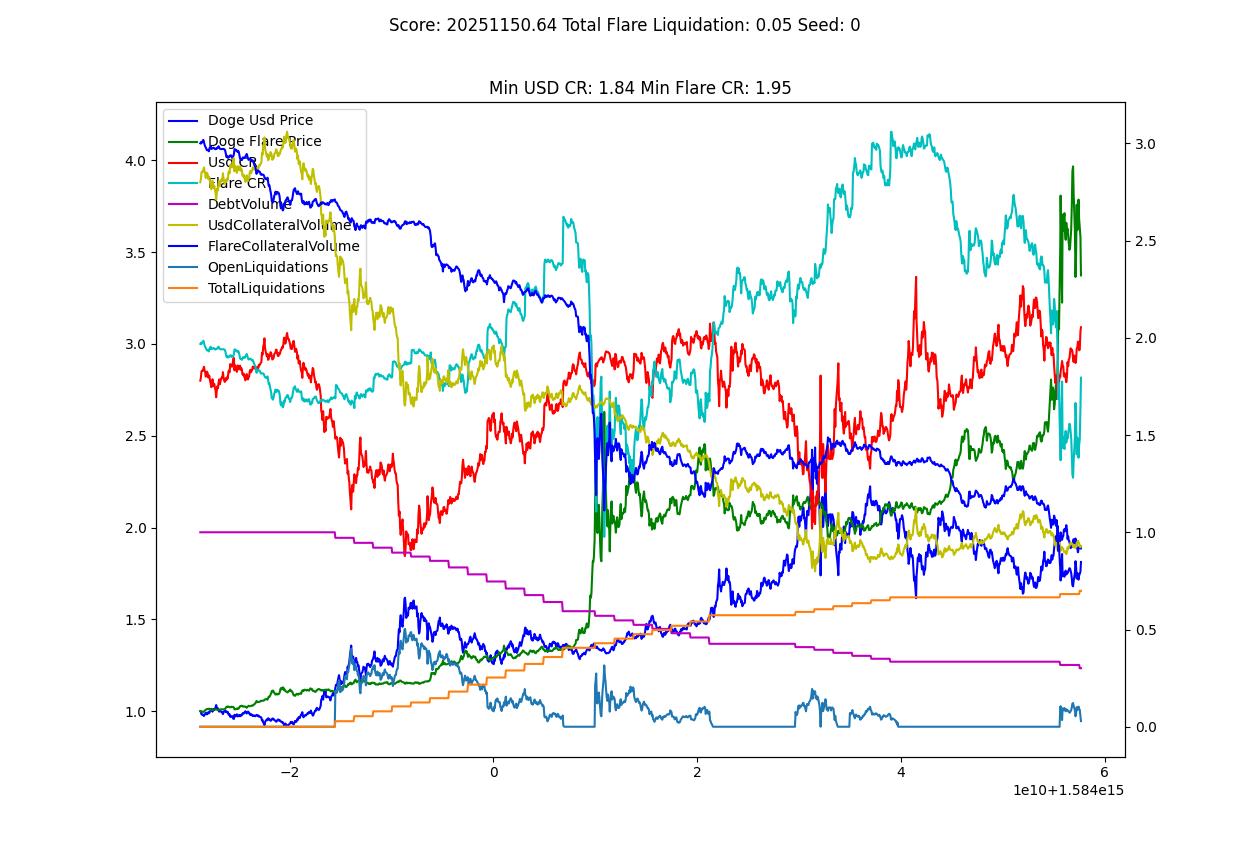 Score: 20251150.64 Total Flare Liquidation: 0.05 Seed: 0
Min USD CR: 1.84 Min Flare CR: 1.95
Doge Usd Price
Doge Flare Price
Usd CR
Flare CR
DebtVolume
UsdCollateralVolume
FlareCollateralVolume
OpenLiquidations
TotalLiquidations
4.0
3.5
3.0
2.5
2.0
1.5
1.0
3.0
2.5
2.0
1.5
1.0
0.5
0.0
−2 0 2 4 6
1e10+1.584e15